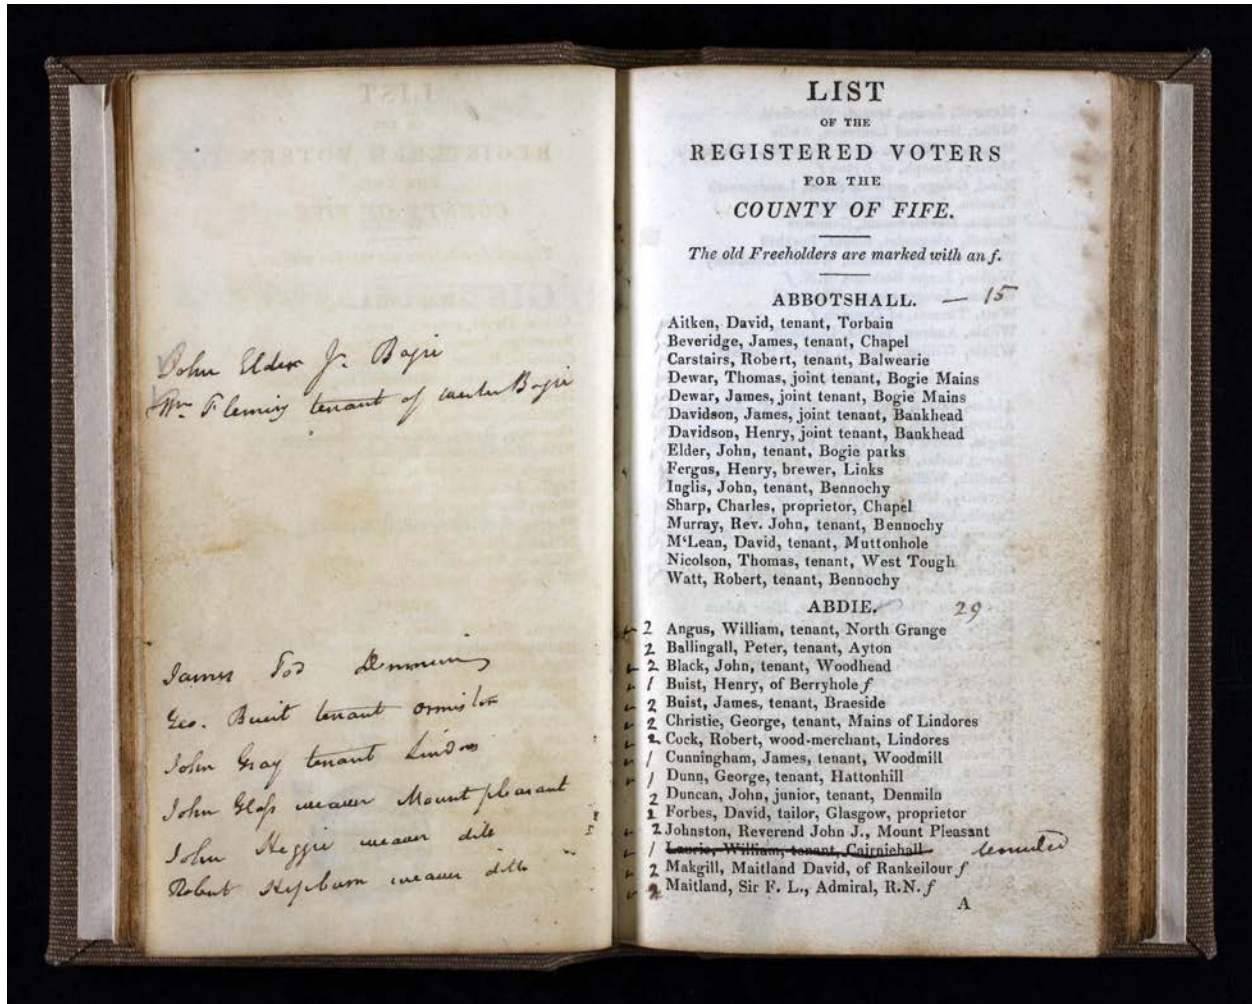 John Elder Jr. Bogie
Wm Fleming tenant of Bogie
James Tod Denmuir
Geo. Buist tenant ormiston
John Gray tenant Lindores
John Glass weaver Mount pleasant
John Heggie weaver ditto
Robert Hepburn weaver ditto
LIST
OF THE
REGISTERED VOTERS
FOR THE
COUNTY OF FIFE.
The old Freeholders are marked with an f.
ABBOTSHALL. — 15
Aitken, David, tenant, Torbain
Beveridge, James, tenant, Chapel
Carstairs, Robert, tenant, Balwearie
Dewar, Thomas, joint tenant, Bogie Mains
Dewar, James, joint tenant, Bogie Mains
Davidson, James, joint tenant, Bankhead
Davidson, Henry, joint tenant, Bankhead
Elder, John, tenant, Bogie parks
Fergus, Henry, brewer, Links
Inglis, John, tenant, Bennochy
Sharp, Charles, proprietor, Chapel
Murray, Rev. John, tenant, Bennochy
M'Lean, David, tenant, Muttonhole
Nicolson, Thomas, tenant, West Tough
Watt, Robert, tenant, Bennochy
ABDIE. 29
2 Angus, William, tenant, North Grange
2 Ballingall, Peter, tenant, Ayton
2 Black, John, tenant, Woodhead
1 Buist, Henry, of Berryhole f
2 Buist, James, tenant, Braeside
2 Christie, George, tenant, Mains of Lindores
2 Cock, Robert, wood-merchant, Lindores
1 Cunningham, James, tenant, Woodmill
1 Dunn, George, tenant, Hattonhill
2 Duncan, John, junior, tenant, Denmiln
2 Forbes, David, tailor, Glasgow, proprietor
2 Johnston, Reverend John J., Mount Pleasant
1 Laurie, William, tenant, Cairniehall
2 Makgill, Maitland David, of Rankeilour f
2 Maitland, Sir F. L., Admiral, R.N. f
A